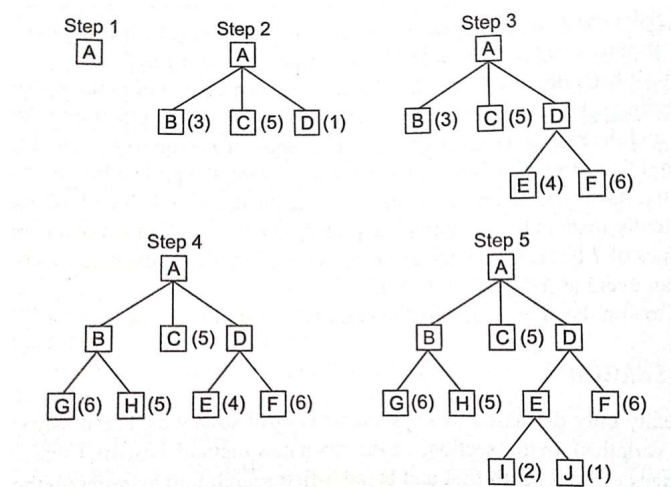 Step 1
A
Step 2
A
B (3) C (5) D (1)
Step 3
A
B (3) C (5) D
E (4) F (6)
Step 4
A
B C (5) D
G (6) H (5) E (4) F (6)
Step 5
A
B C (5) D
G (6) H (5) E F (6)
I (2) J (1)